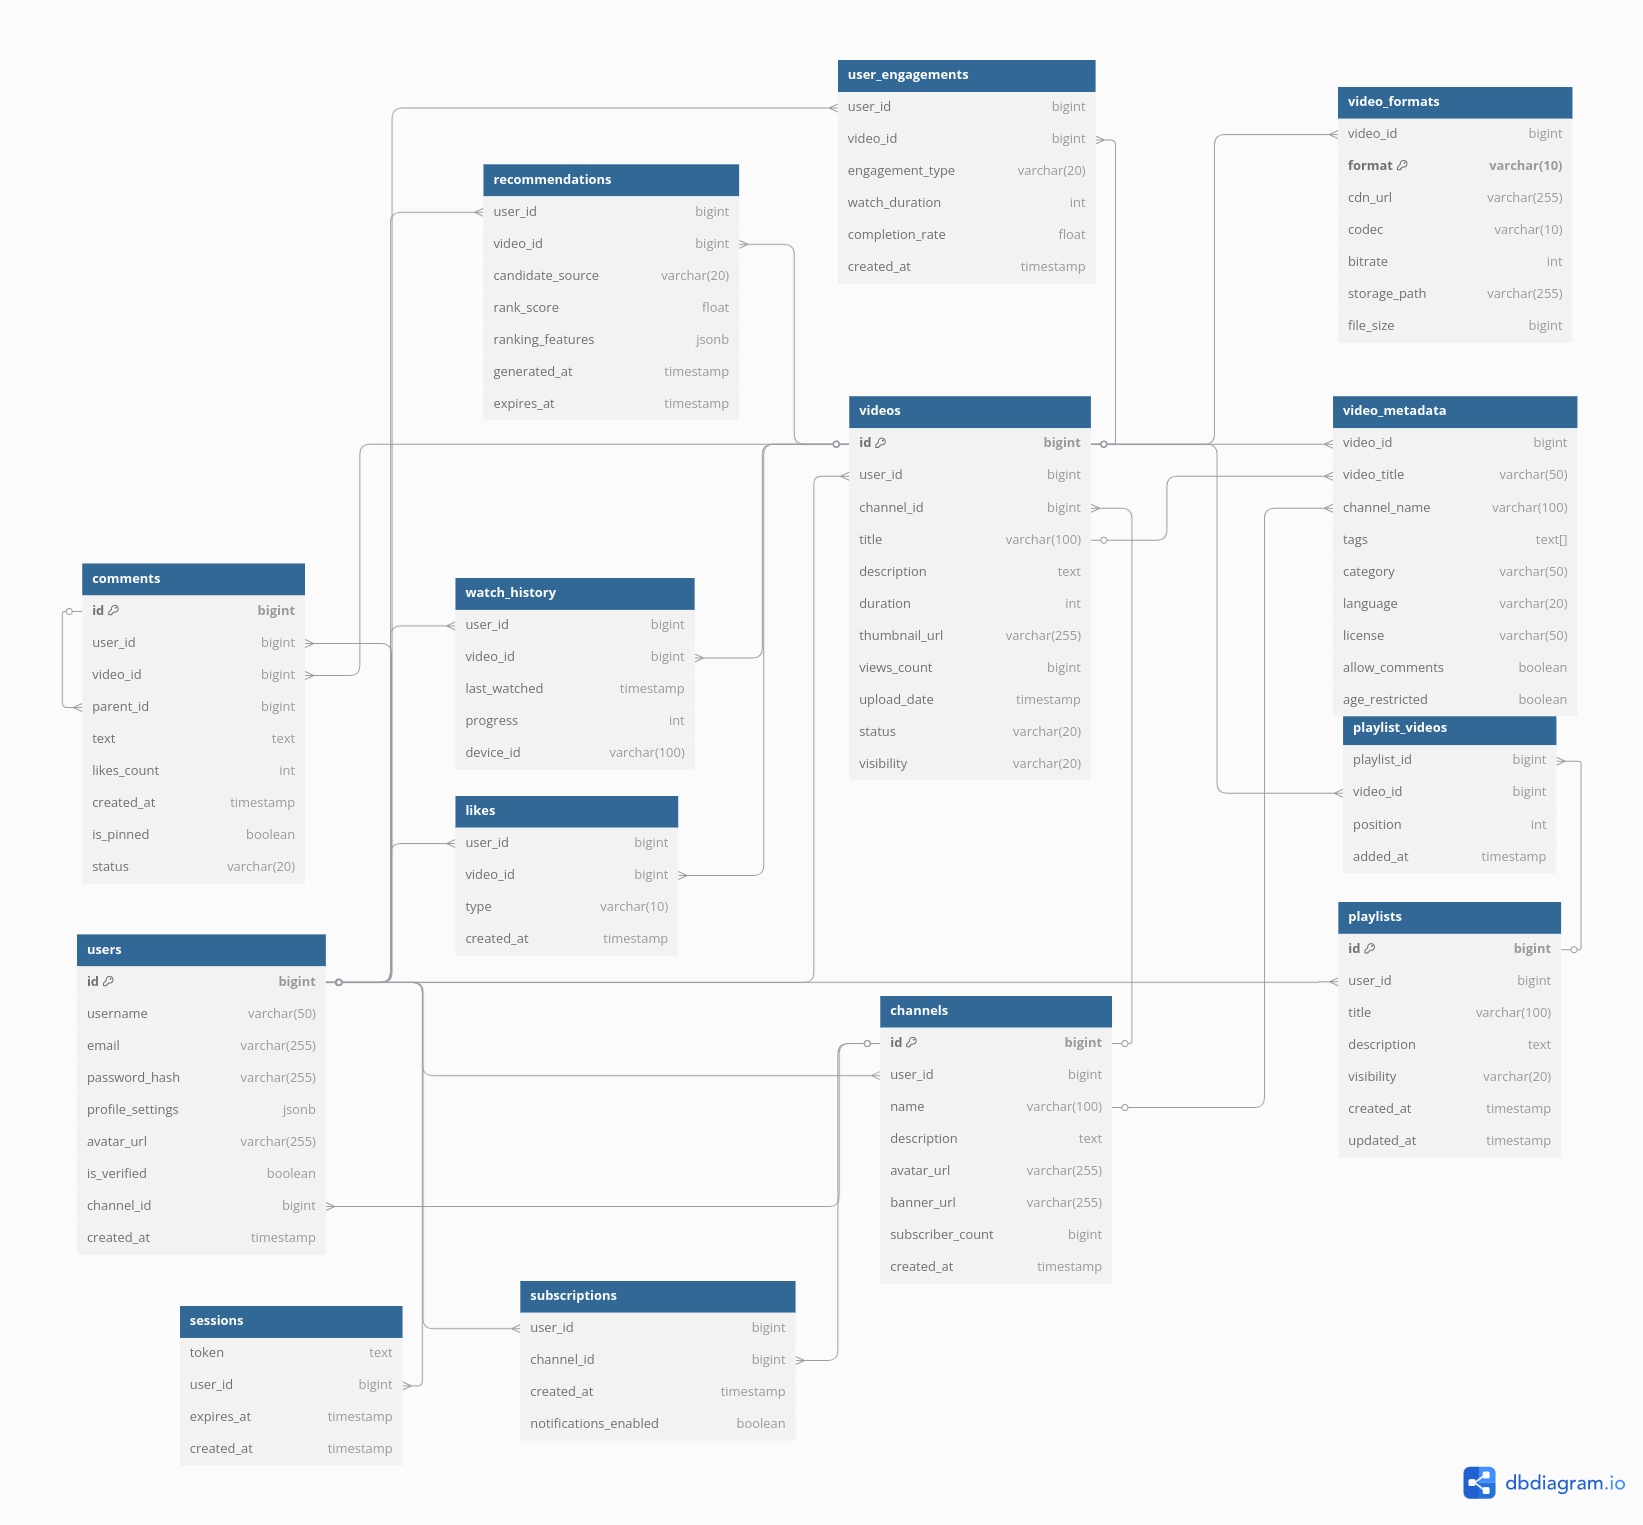 user_engagements
user_id bigint
video_id bigint
engagement_type varchar(20)
watch_duration int
completion_rate float
created_at timestamp
video_formats
video_id bigint
format varchar(10)
cdn_url varchar(255)
codec varchar(10)
bitrate int
storage_path varchar(255)
file_size bigint
recommendations
user_id bigint
video_id bigint
candidate_source varchar(20)
rank_score float
ranking_features jsonb
generated_at timestamp
expires_at timestamp
videos
id bigint
user_id bigint
channel_id bigint
title varchar(100)
description text
duration int
thumbnail_url varchar(255)
views_count bigint
upload_date timestamp
status varchar(20)
visibility varchar(20)
video_metadata
video_id bigint
video_title varchar(50)
channel_name varchar(100)
tags text[]
category varchar(50)
language varchar(20)
license varchar(50)
allow_comments boolean
age_restricted boolean
playlist_videos
playlist_id bigint
video_id bigint
position int
added_at timestamp
comments
id bigint
user_id bigint
video_id bigint
parent_id bigint
text text
likes_count int
created_at timestamp
is_pinned boolean
status varchar(20)
watch_history
user_id bigint
video_id bigint
last_watched timestamp
progress int
device_id varchar(100)
likes
user_id bigint
video_id bigint
type varchar(10)
created_at timestamp
playlists
id bigint
user_id bigint
title varchar(100)
description text
visibility varchar(20)
created_at timestamp
updated_at timestamp
users
id bigint
username varchar(50)
email varchar(255)
password_hash varchar(255)
profile_settings jsonb
avatar_url varchar(255)
is_verified boolean
channel_id bigint
created_at timestamp
channels
id bigint
user_id bigint
name varchar(100)
description text
avatar_url varchar(255)
banner_url varchar(255)
subscriber_count bigint
created_at timestamp
subscriptions
user_id bigint
channel_id bigint
created_at timestamp
notifications_enabled boolean
sessions
token text
user_id bigint
expires_at timestamp
created_at timestamp
dbdiagram.io